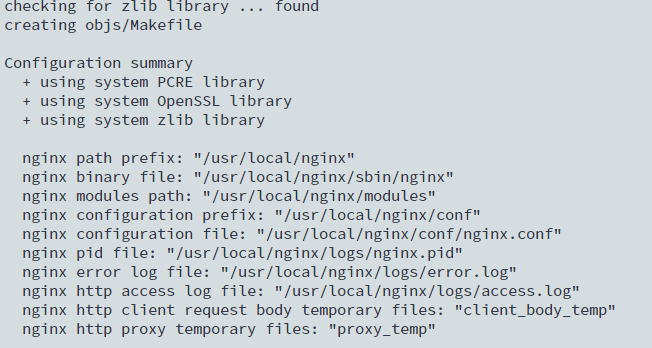 checking for zlib library ... found
creating objs/Makefile
Configuration summary
+ using system PCRE library
+ using system OpenSSL library
+ using system zlib library
nginx path prefix: "/usr/local/nginx"
nginx binary file: "/usr/local/nginx/sbin/nginx"
nginx modules path: "/usr/local/nginx/modules"
nginx configuration prefix: "/usr/local/nginx/conf"
nginx configuration file: "/usr/local/nginx/conf/nginx.conf"
nginx pid file: "/usr/local/nginx/logs/nginx.pid"
nginx error log file: "/usr/local/nginx/logs/error.log"
nginx http access log file: "/usr/local/nginx/logs/access.log"
nginx http client request body temporary files: "client_body_temp"
nginx http proxy temporary files: "proxy_temp"